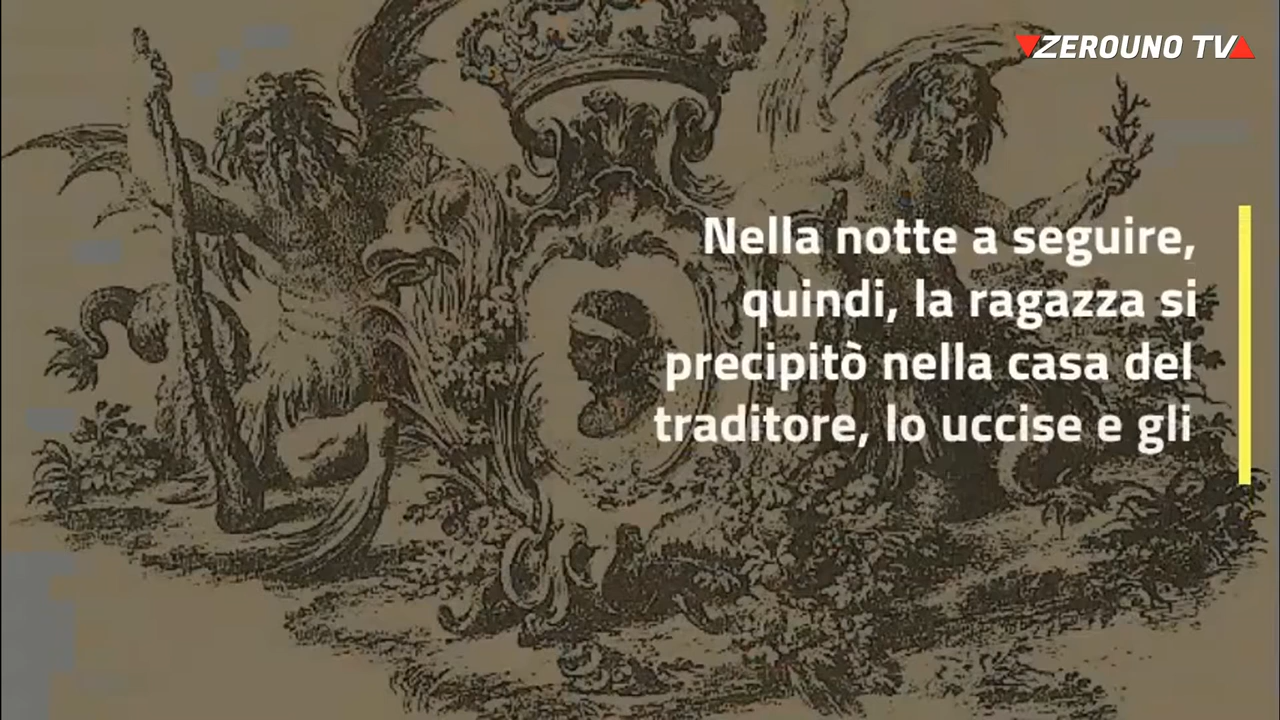 ZEROUNO TV
Nella notte a seguire,
quindi, la ragazza si
precipitò nella casa del
traditore, lo uccise e gli